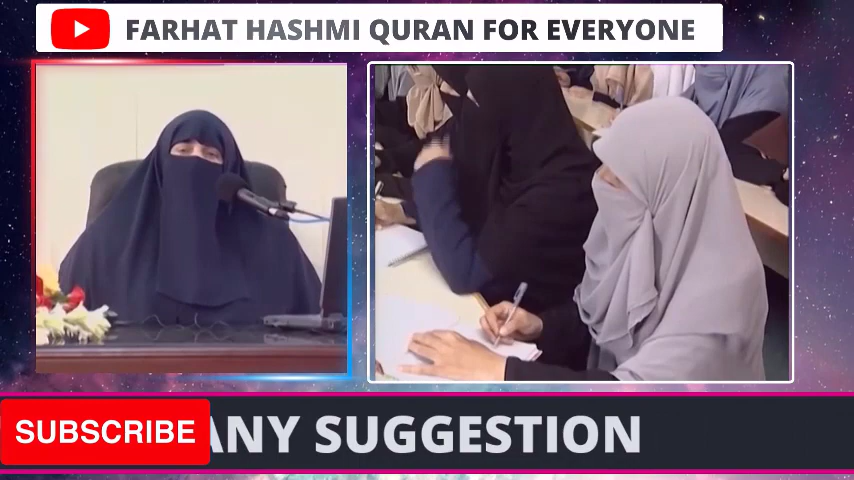 FARHAT HASHMI QURAN FOR EVERYONE
SUBSCRIBE
ANY SUGGESTION